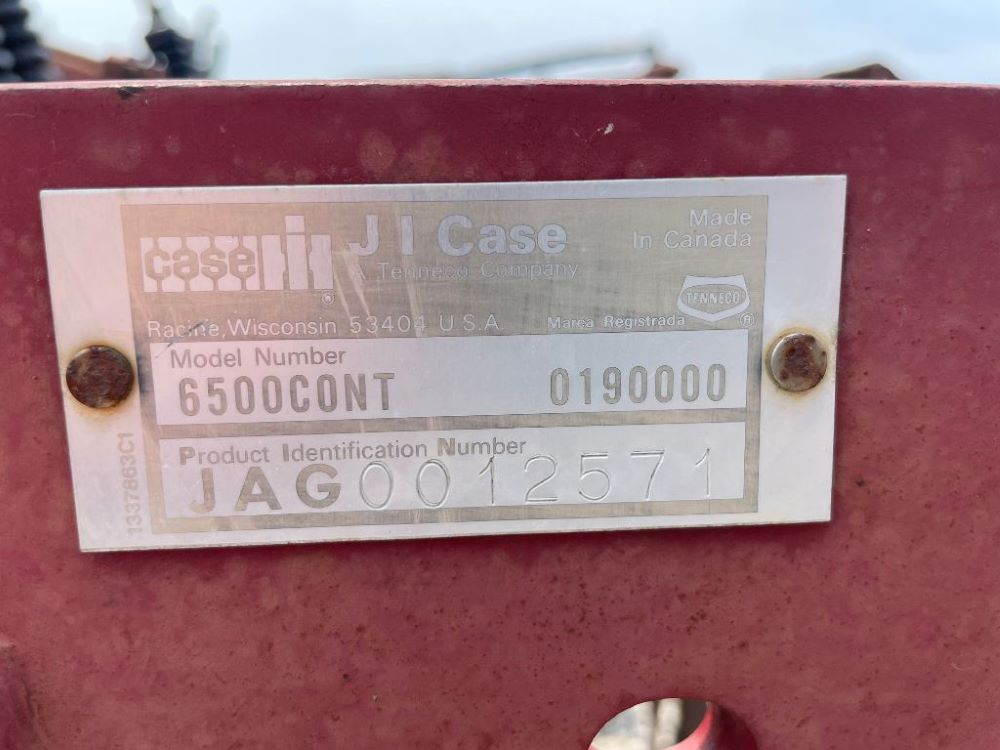 case IH ®
J I Case
A Tenneco Company
Made
In Canada
TENNECO ®
Racine, Wisconsin 53404 U.S.A
Marca Registrada
Model Number
6500CONT 0190000
Product Identification Number
JAG0012571
1337863C1